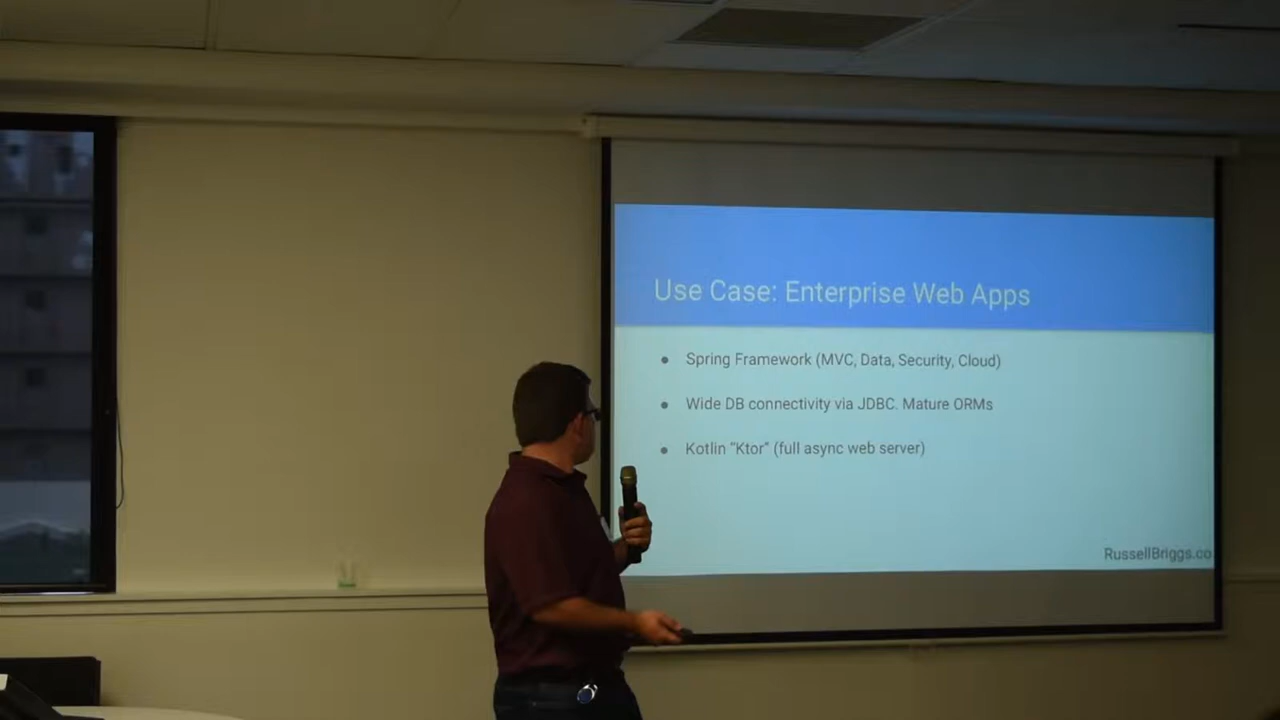 Use Case: Enterprise Web Apps
Spring Framework (MVC, Data, Security, Cloud)
Wide DB connectivity via JDBC. Mature ORMs
Kotlin “Ktor” (full async web server)
RussellBriggs.co